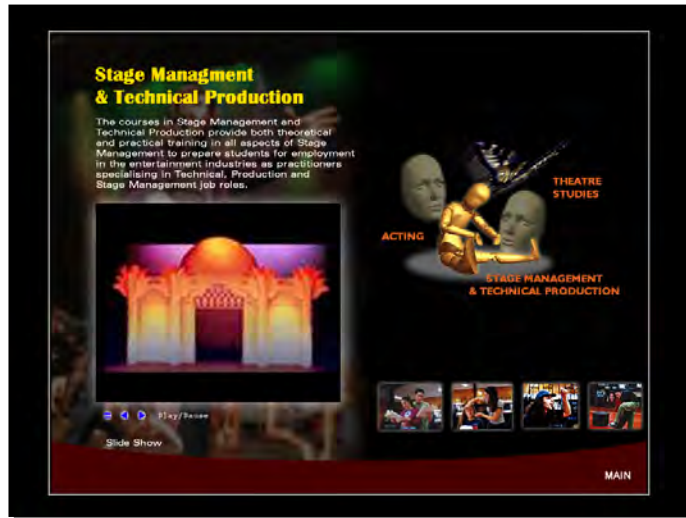 Stage Managment
& Technical Production
The courses in Stage Management and
Technical Production provide both theoretical
and practical training in all aspects of Stage
Management to prepare students for employment
in the entertainment industries as practitioners
specialising in Technical, Production and
Stage Management job roles.
THEATRE
STUDIES
ACTING
STAGE MANAGEMENT
& TECHNICAL PRODUCTION
Play/Pause
Slide Show
MAIN